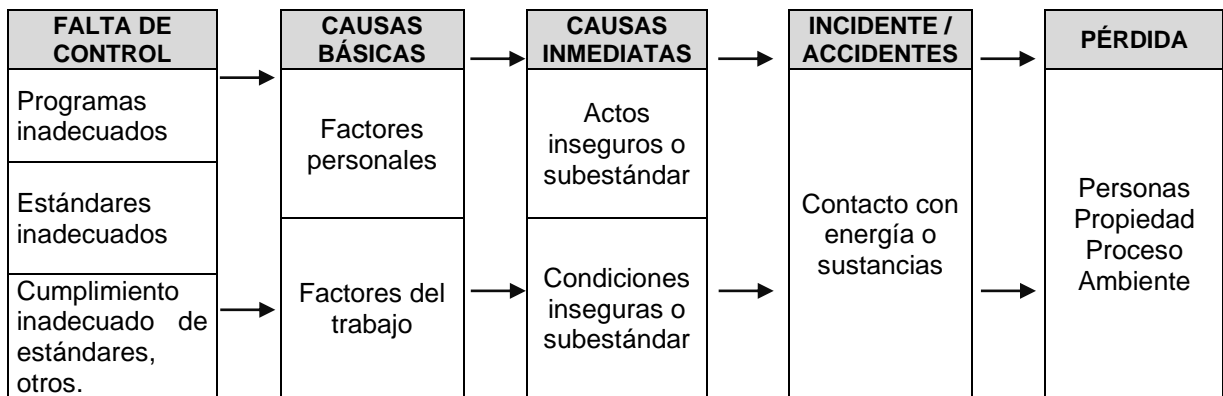 FALTA DE
CONTROL
Programas
inadecuados
Estándares
inadecuados
Cumplimiento
inadecuado de
estándares,
otros.
CAUSAS
BÁSICAS
Factores
personales
Factores del
trabajo
CAUSAS
INMEDIATAS
Actos
inseguros o
subestándar
Condiciones
inseguras o
subestándar
INCIDENTE /
ACCIDENTES
Contacto con
energía o
sustancias
PÉRDIDA
Personas
Propiedad
Proceso
Ambiente